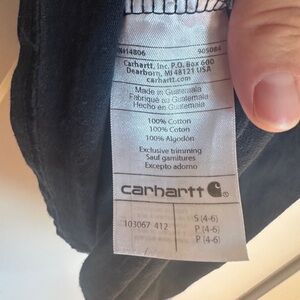 RN14806 905084
Carhartt, Inc. P.O. Box 600
Dearborn, MI 48121 USA
carhartt.com
Made in Guatemala
Fabriqué au Guatemala
Hecho en Guatemala
100% Cotton
100% Coton
100% Algodón
Exclusive trimming
Sauf garnitures
Excepto adorno
carhartt ®
S (4-6)
103067 412 P (4-6)
P (4-6)